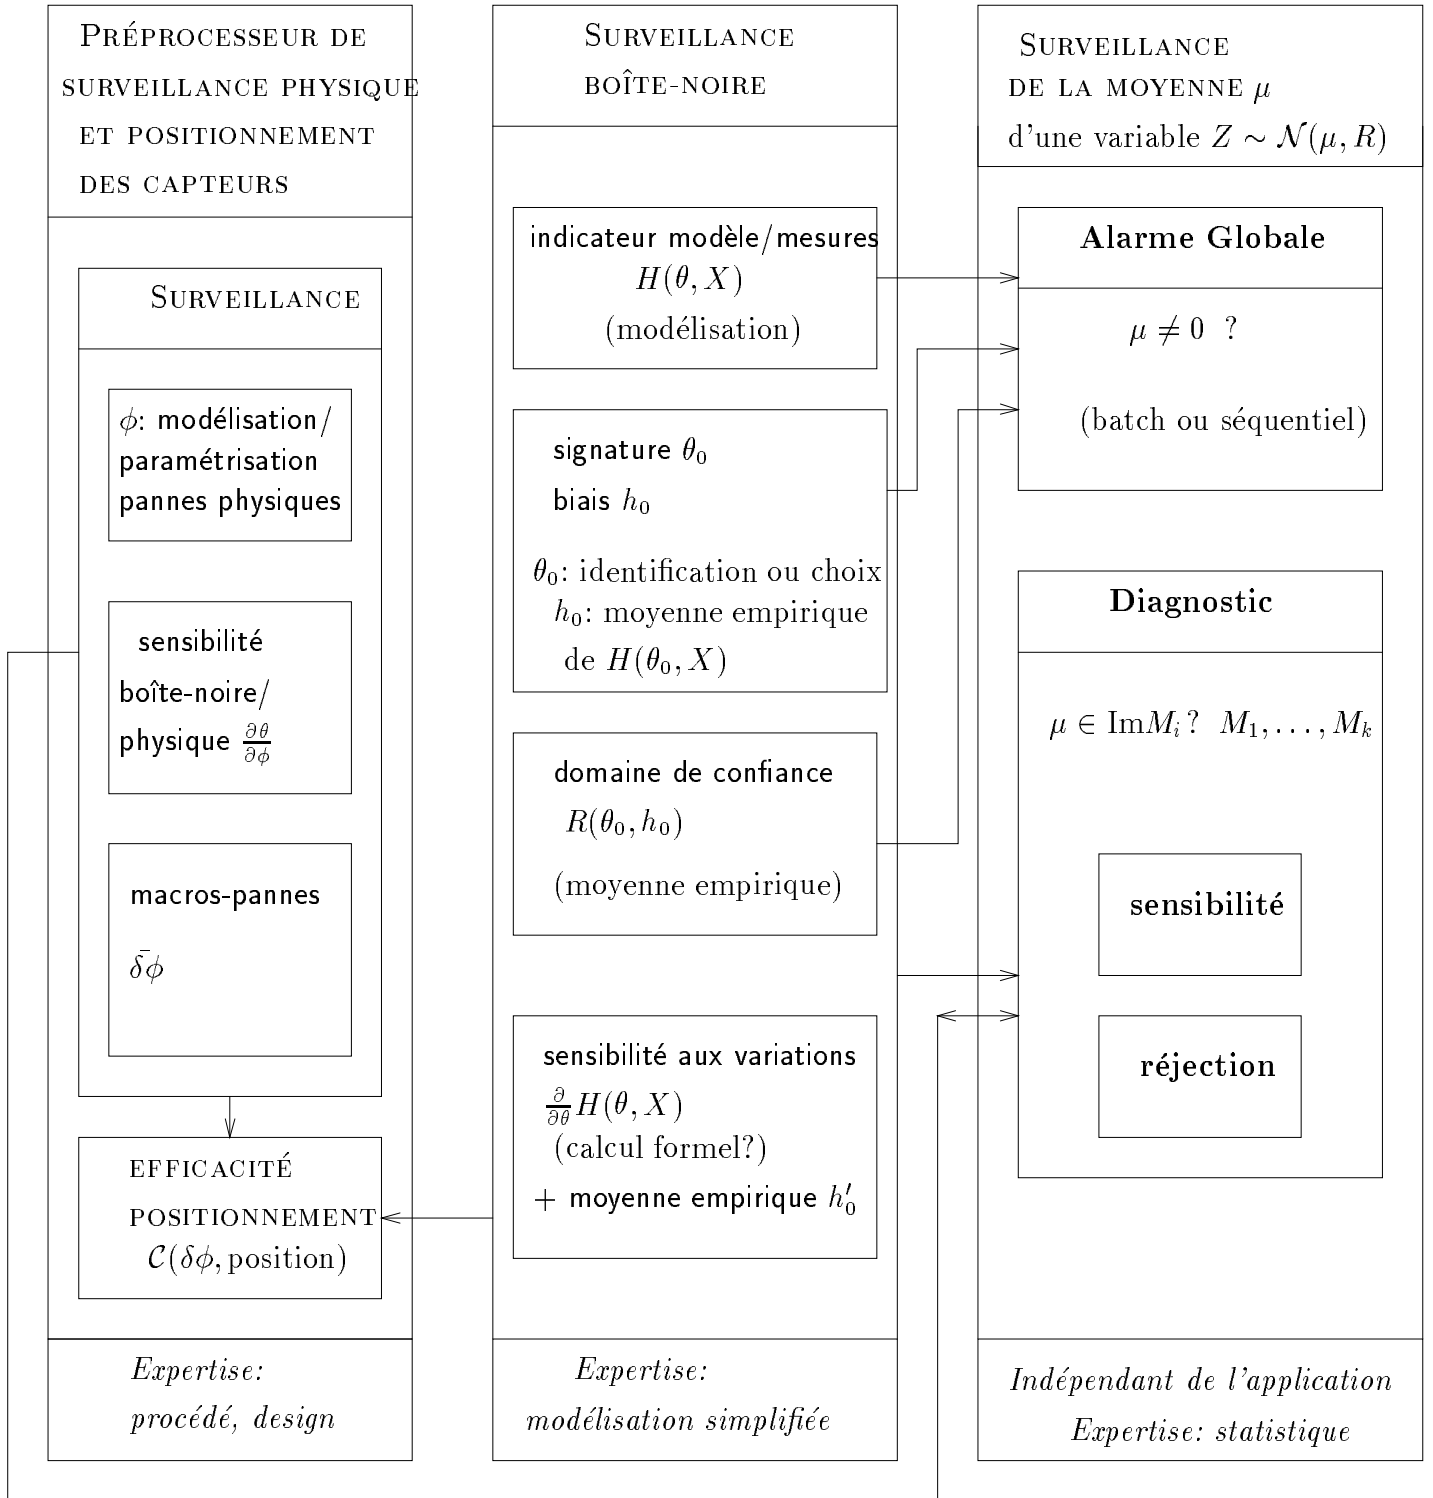 PRÉPROCESSEUR DE
SURVEILLANCE PHYSIQUE
ET POSITIONNEMENT
DES CAPTEURS
SURVEILLANCE
ϕ: modélisation/
paramétrisation
pannes physiques
sensibilité
boîte-noire/
physique ∂θ/∂ϕ
macros-pannes
δ̄ϕ
EFFICACITÉ
POSITIONNEMENT
𝒞(δϕ, position)
Expertise:
procédé, design
SURVEILLANCE
BOÎTE-NOIRE
indicateur modèle/mesures
H(θ, X)
(modélisation)
signature θ₀
biais h₀
θ₀: identification ou choix
h₀: moyenne empirique
de H(θ₀, X)
domaine de confiance
R(θ₀, h₀)
(moyenne empirique)
sensibilité aux variations
∂/∂θ H(θ, X)
(calcul formel?)
+ moyenne empirique h′₀
Expertise:
modélisation simplifiée
SURVEILLANCE
DE LA MOYENNE μ
d'une variable Z ∼ 𝒩(μ, R)
Alarme Globale
μ ≠ 0 ?
(batch ou séquentiel)
Diagnostic
μ ∈ ImMᵢ? M₁, …, Mₖ
sensibilité
réjection
Indépendant de l'application
Expertise: statistique